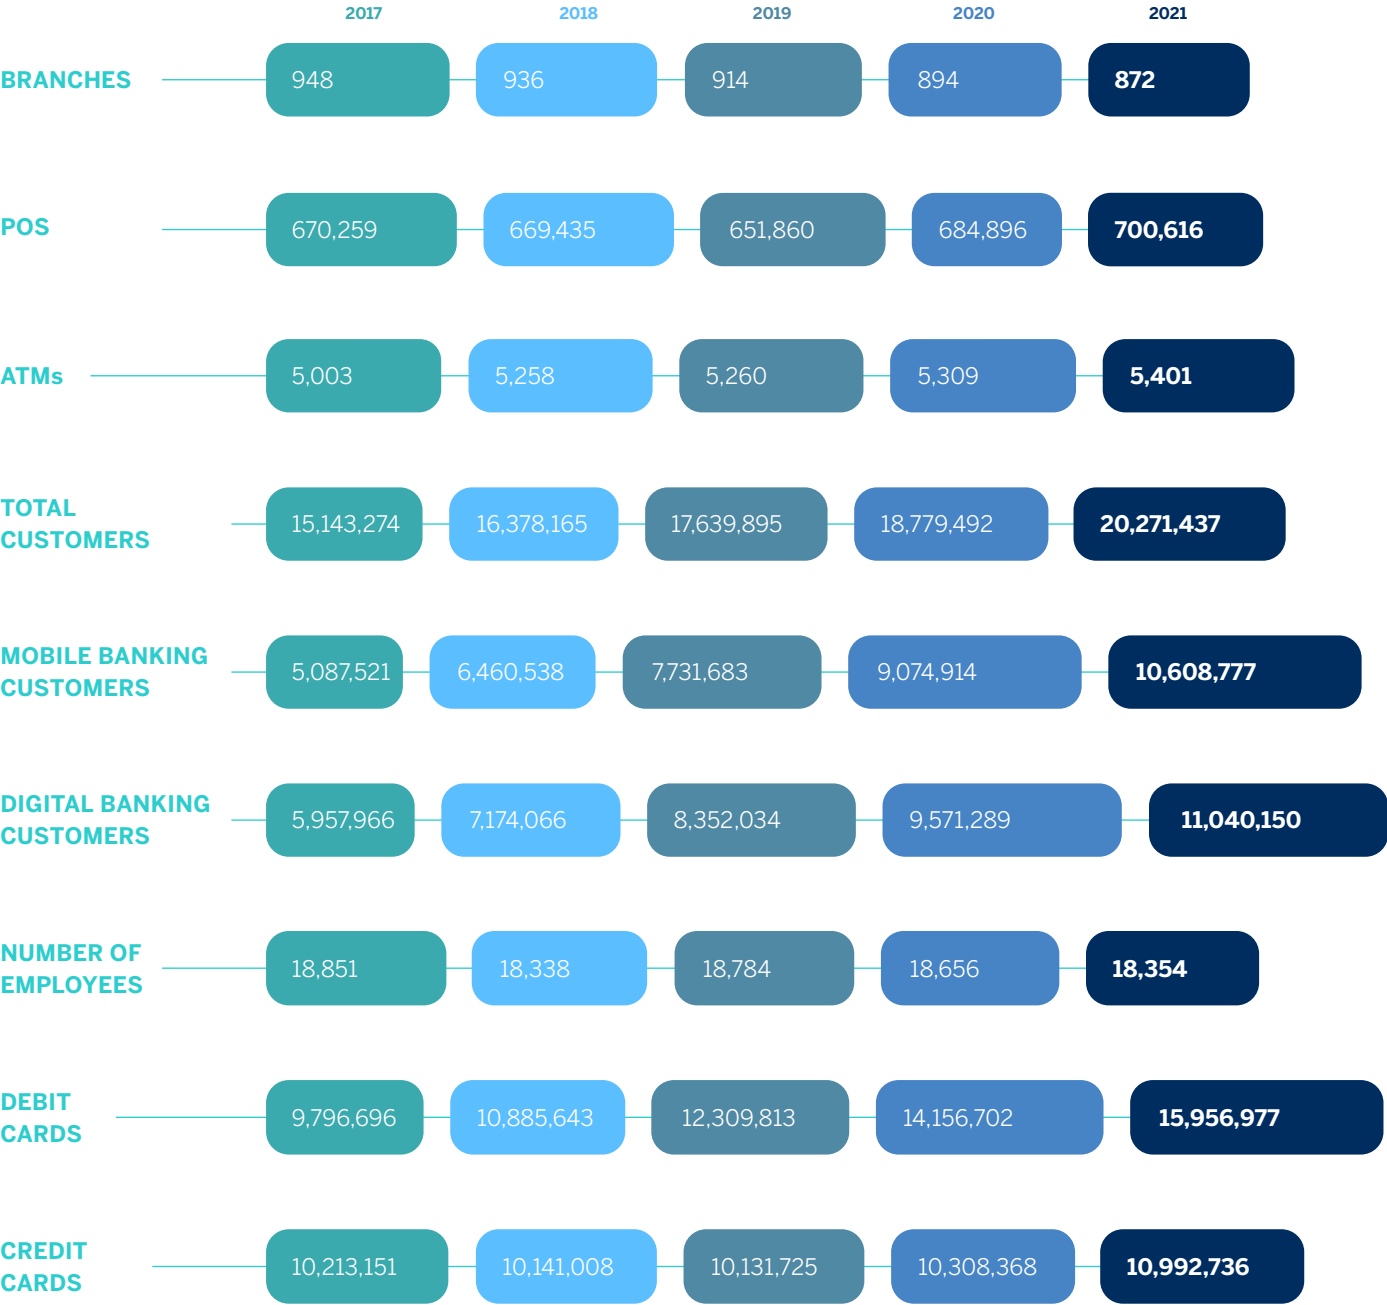 2017 2018 2019 2020 2021
BRANCHES 948 936 914 894 872
POS 670,259 669,435 651,860 684,896 700,616
ATMs 5,003 5,258 5,260 5,309 5,401
TOTAL
CUSTOMERS
15,143,274 16,378,165 17,639,895 18,779,492 20,271,437
MOBILE BANKING
CUSTOMERS
5,087,521 6,460,538 7,731,683 9,074,914 10,608,777
DIGITAL BANKING
CUSTOMERS
5,957,966 7,174,066 8,352,034 9,571,289 11,040,150
NUMBER OF
EMPLOYEES
18,851 18,338 18,784 18,656 18,354
DEBIT
CARDS
9,796,696 10,885,643 12,309,813 14,156,702 15,956,977
CREDIT
CARDS
10,213,151 10,141,008 10,131,725 10,308,368 10,992,736